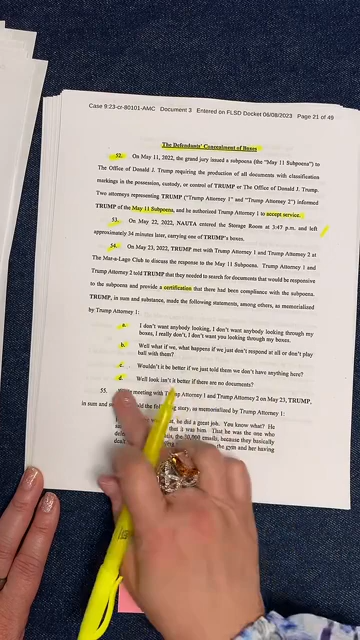 Case 9:23-cr-80101-AMC Document 3 Entered on FLSD Docket 06/08/2023 Page 21 of 49
The Defendants' Concealment of Boxes
52. On May 11, 2022, the grand jury issued a subpoena (the "May 11 Subpoena") to
The Office of Donald J. Trump requiring the production of all documents with classification
markings in the possession, custody, or control of TRUMP or The Office of Donald J. Trump.
Two attorneys representing TRUMP ("Trump Attorney 1" and "Trump Attorney 2") informed
TRUMP of the May 11 Subpoena, and he authorized Trump Attorney 1 to accept service.
53. On May 22, 2022, NAUTA entered the Storage Room at 3:47 p.m. and left
approximately 34 minutes later, carrying one of TRUMP's boxes.
54. On May 23, 2022, TRUMP met with Trump Attorney 1 and Trump Attorney 2 at
The Mar-a-Lago Club to discuss the response to the May 11 Subpoena. Trump Attorney 1 and
Trump Attorney 2 told TRUMP that they needed to search for documents that would be responsive
to the subpoena and provide a certification that there had been compliance with the subpoena.
TRUMP, in sum and substance, made the following statements, among others, as memorialized
by Trump Attorney 1:
a. I don't want anybody looking, I don't want anybody looking through my
boxes, I really don't, I don't want you looking through my boxes.
b. Well what if we, what happens if we just don't respond at all or don't play
ball with them?
c. Wouldn't it be better if we just told them we don't have anything here?
d. Well look isn't it better if there are no documents?
55. meeting with Trump Attorney 1 and Trump Attorney 2 on May 23, TRUMP,
in sum and told the following story, as memorialized by Trump Attorney 1:
he did a great job. You know what? He
that it was him. That he was the one who
the 30,000 emails, because they basically
the gym and her having